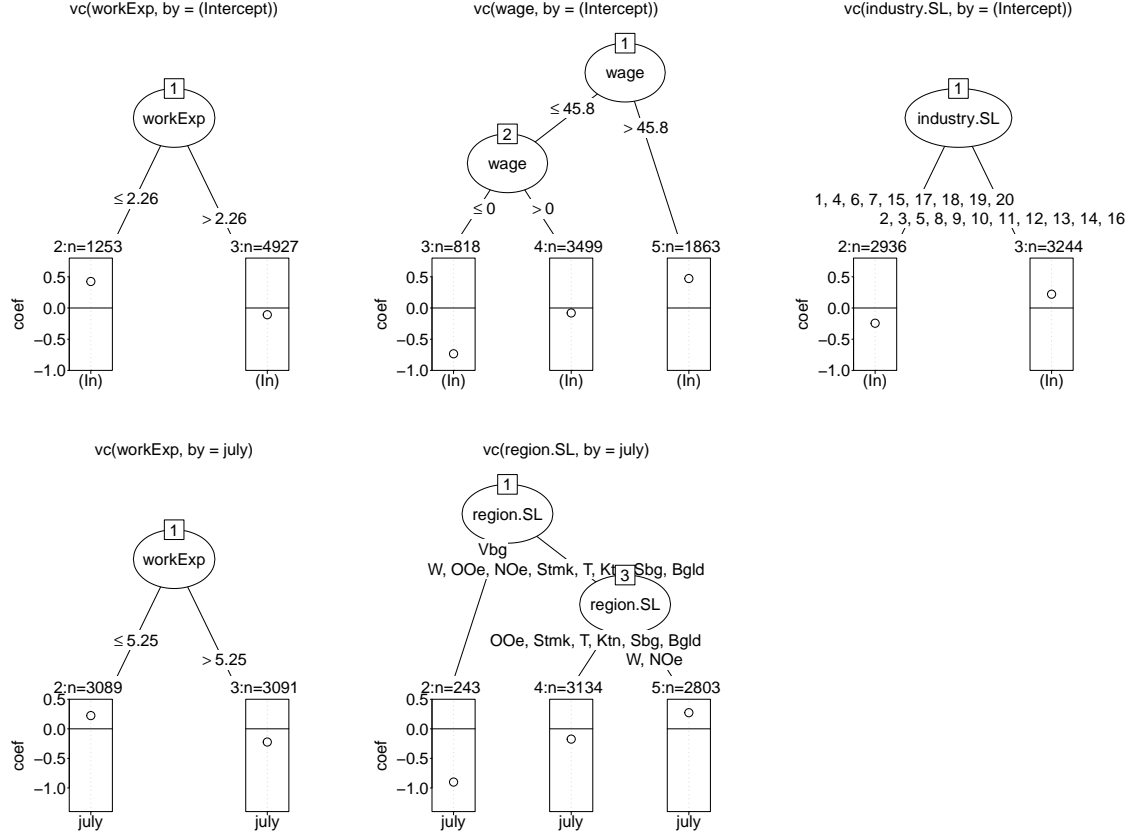 vc(workExp, by = (Intercept))
1
workExp
≤ 2.26
> 2.26
2:n=1253
3:n=4927
0.5
0.0
−0.5
−1.0
coef
(In)
(In)
vc(wage, by = (Intercept))
1
wage
≤ 45.8
> 45.8
2
wage
≤ 0
> 0
3:n=818
4:n=3499
5:n=1863
0.5
0.0
−0.5
−1.0
coef
(In)
(In)
(In)
vc(industry.SL, by = (Intercept))
1
industry.SL
1, 4, 6, 7, 15, 17, 18, 19, 20
2, 3, 5, 8, 9, 10, 11, 12, 13, 14, 16
2:n=2936
3:n=3244
0.5
0.0
−0.5
−1.0
coef
(In)
(In)
vc(workExp, by = july)
1
workExp
≤ 5.25
> 5.25
2:n=3089
3:n=3091
0.5
0.0
−0.5
−1.0
coef
july
july
vc(region.SL, by = july)
1
region.SL
Vbg
W, OOe, NOe, Stmk, T, Ktn, Sbg, Bgld
3
region.SL
OOe, Stmk, T, Ktn, Sbg, Bgld
W, NOe
2:n=243
4:n=3134
5:n=2803
0.5
0.0
−0.5
−1.0
coef
july
july
july